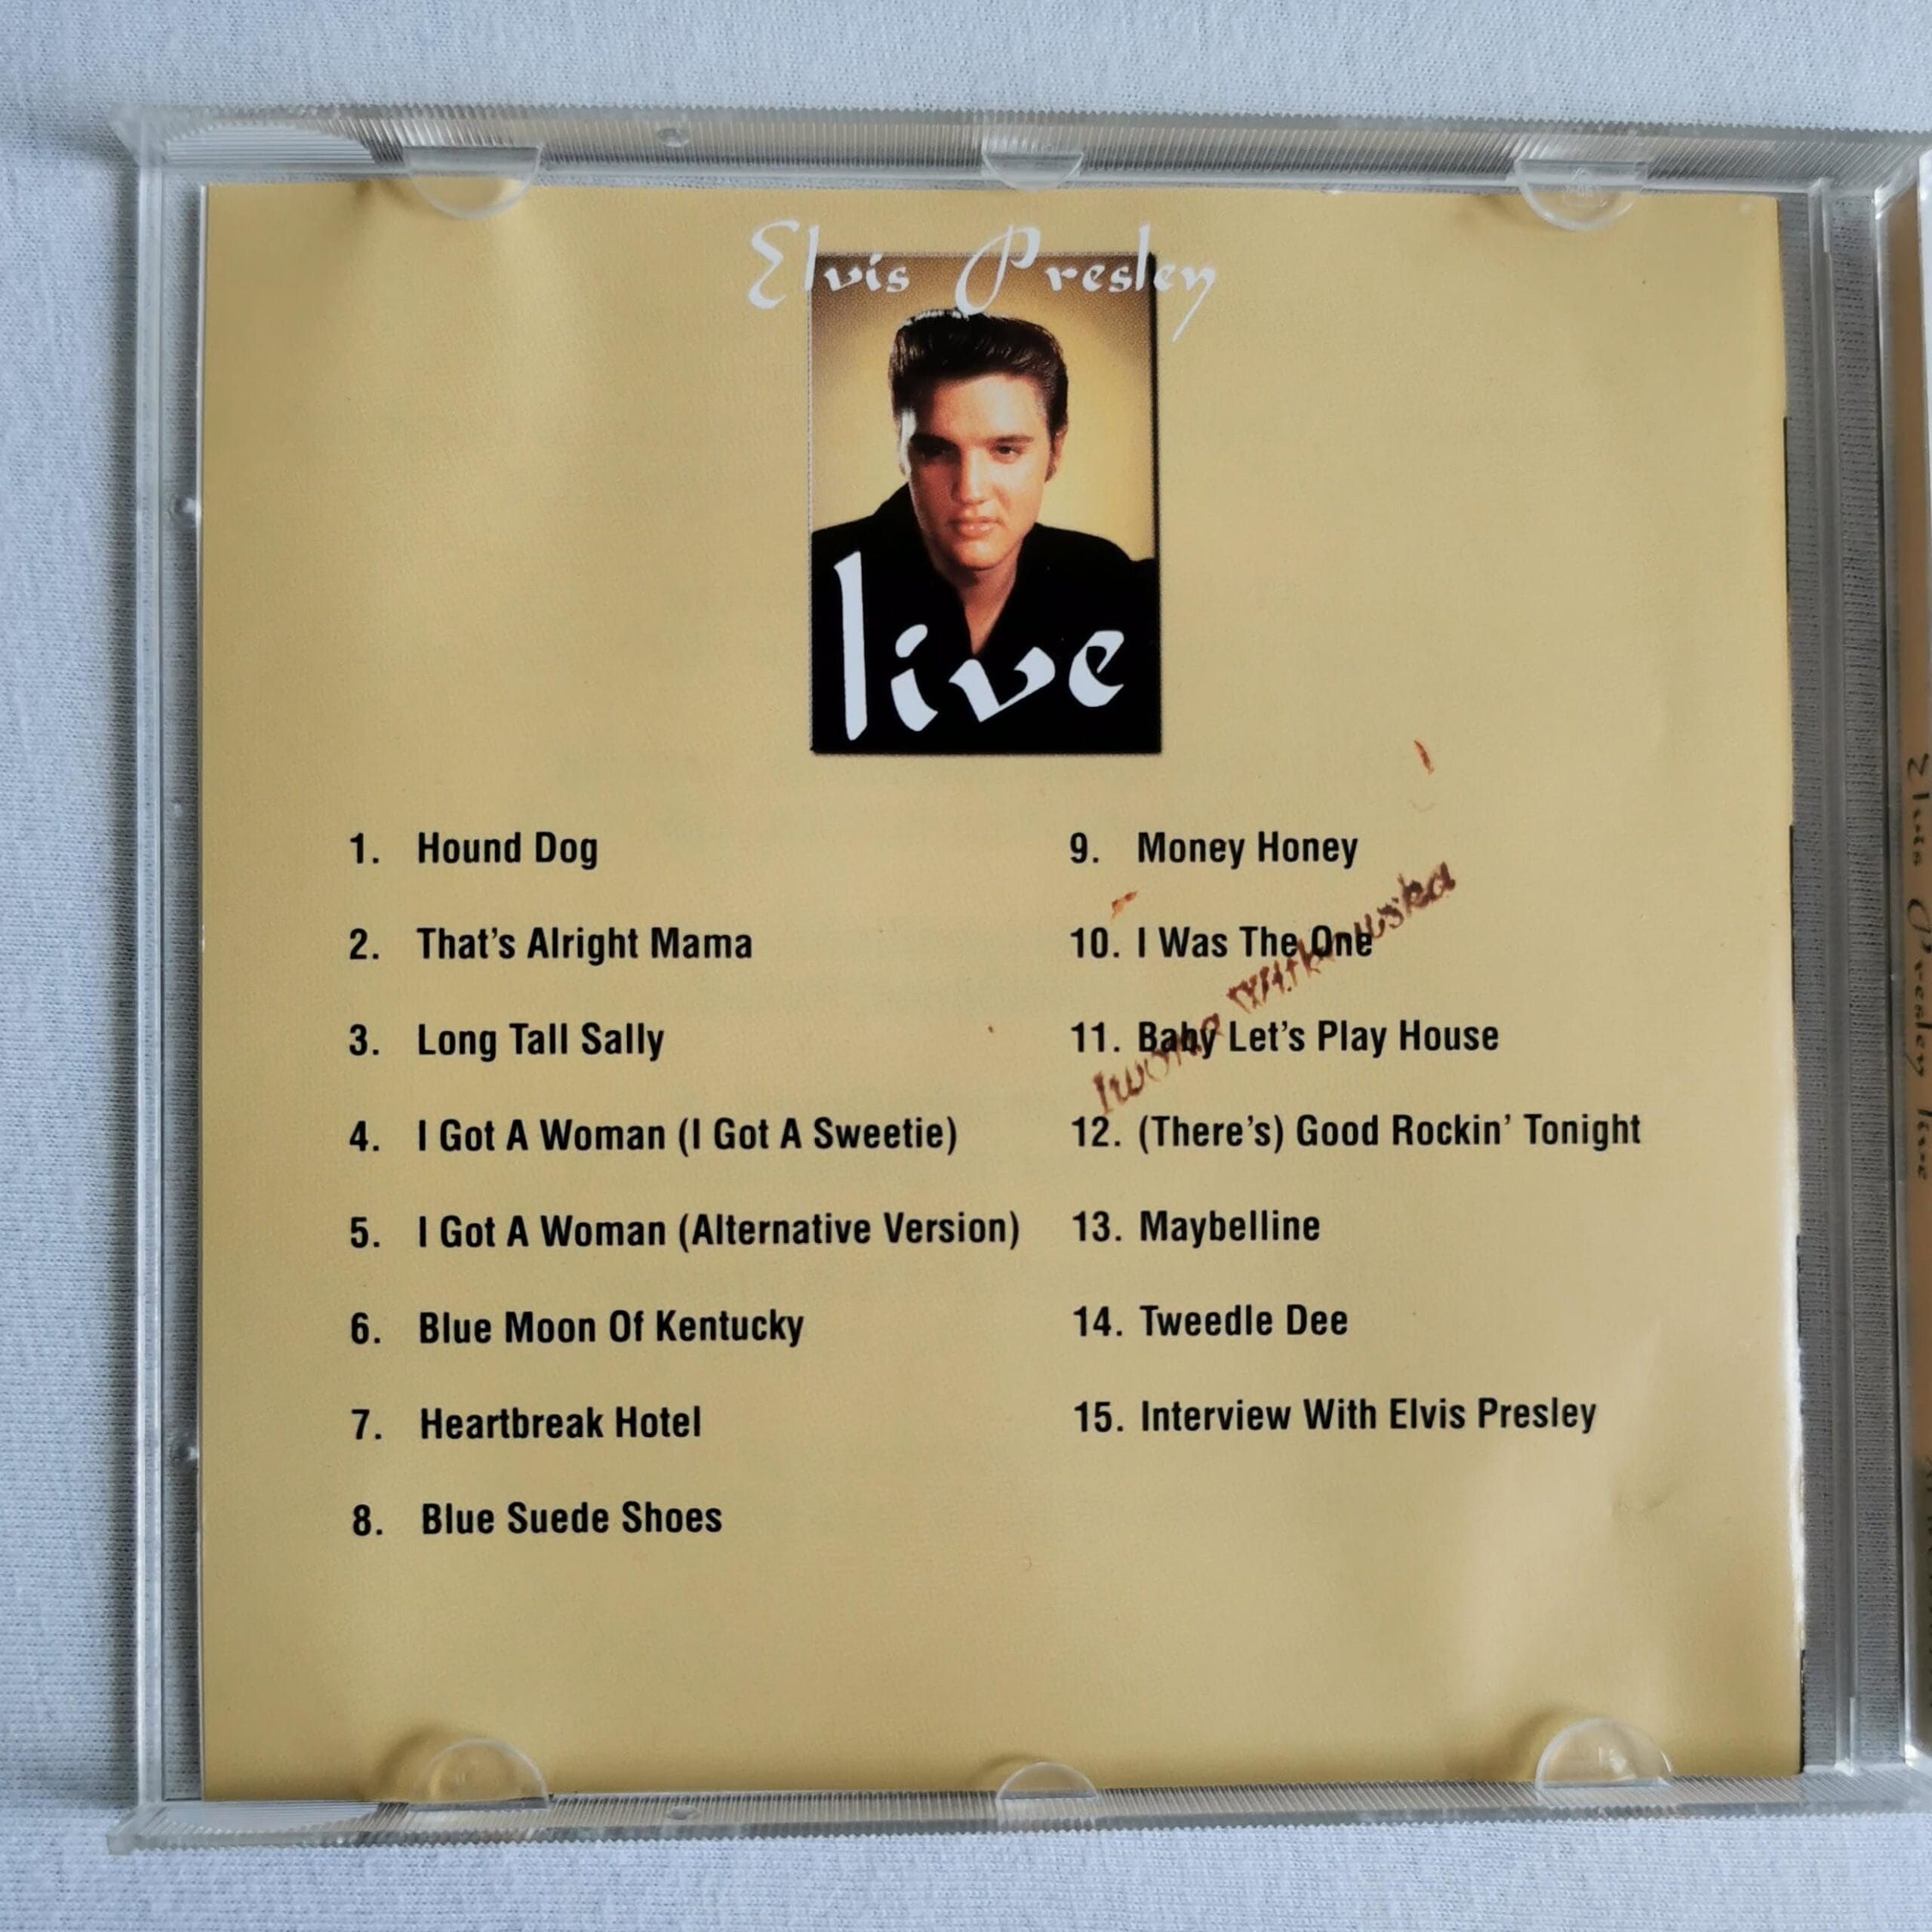 Elvis Presley
live
1. Hound Dog
2. That's Alright Mama
3. Long Tall Sally
4. I Got A Woman (I Got A Sweetie)
5. I Got A Woman (Alternative Version)
6. Blue Moon Of Kentucky
7. Heartbreak Hotel
8. Blue Suede Shoes
9. Money Honey
10. I Was The One
11. Baby Let's Play House
12. (There's) Good Rockin' Tonight
13. Maybelline
14. Tweedle Dee
15. Interview With Elvis Presley
Iwona Witkowska